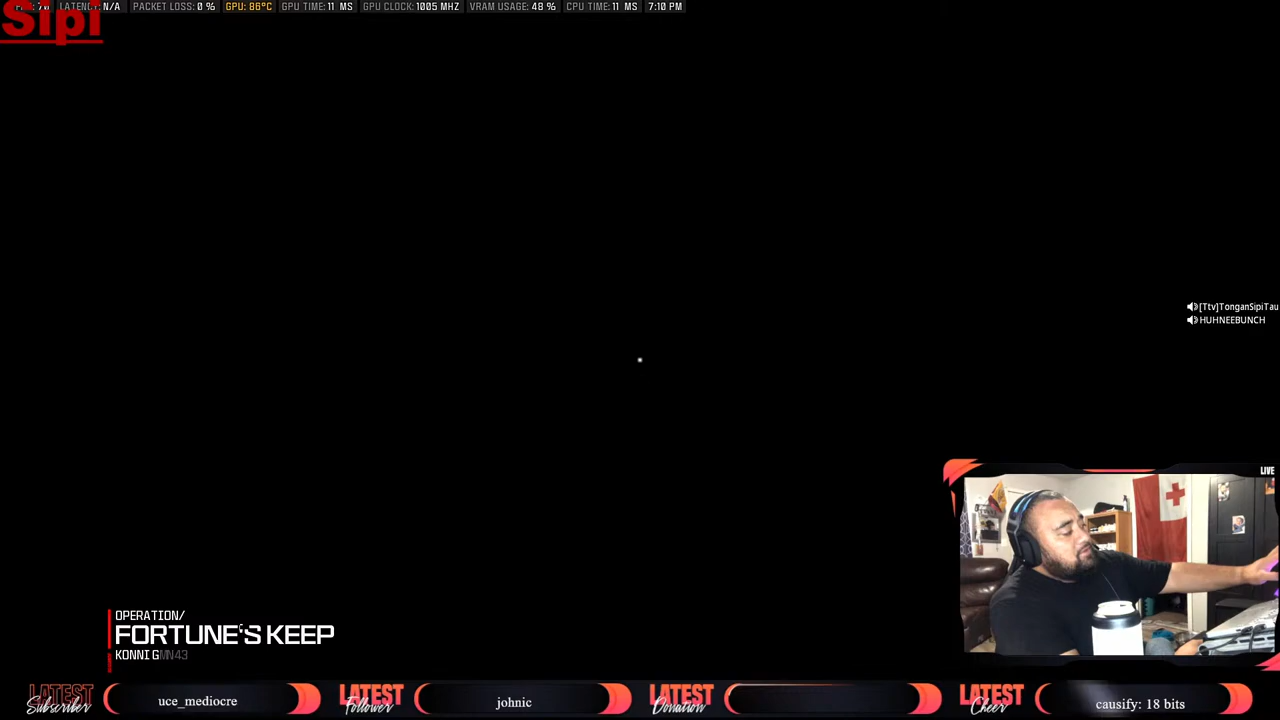 Sipi
LATENCY: N/A PACKET LOSS: 0 % GPU: 86°C GPU TIME: 11 MS GPU CLOCK: 1005 MHZ VRAM USAGE: 48 % CPU TIME: 11 MS 7:10 PM
[Ttv]TonganSipiTau
HUHNEEBUNCH
LIVE
OPERATION/
FORTUNE'S KEEP
KONNI G
LATEST Subscriber uce_mediocre LATEST Follower johnic LATEST Donation LATEST Cheer causify: 18 bits